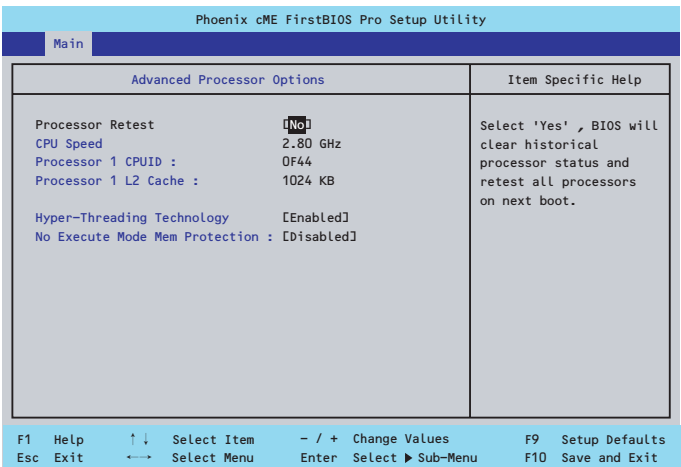 Phoenix cME FirstBIOS Pro Setup Utility
Main
Advanced Processor Options
Item Specific Help
Processor Retest [No]
CPU Speed 2.80 GHz
Processor 1 CPUID : 0F44
Processor 1 L2 Cache : 1024 KB
Hyper-Threading Technology [Enabled]
No Execute Mode Mem Protection : [Disabled]
Select 'Yes' , BIOS will
clear historical
processor status and
retest all processors
on next boot.
F1 Help ↑↓ Select Item - / + Change Values F9 Setup Defaults
Esc Exit ←→ Select Menu Enter Select ▶ Sub-Menu F10 Save and Exit